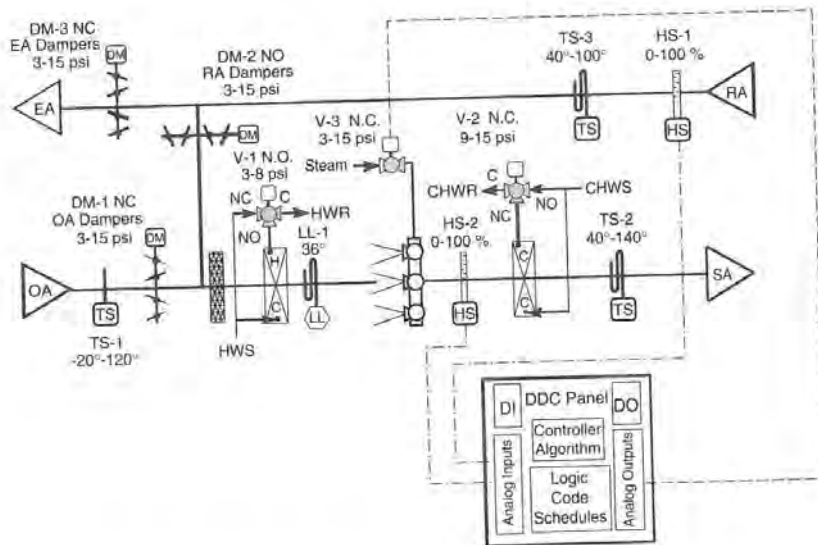 DM-3 NC
EA Dampers
3-15 psi
DM
EA
DM-2 NO
RA Dampers
3-15 psi
DM
TS-3
40°-100°
TS
HS-1
0-100 %
HS
RA
V-3 N.C.
3-15 psi
Steam
V-2 N.C.
9-15 psi
C
CHWR
CHWS
NC
NO
V-1 N.O.
3-8 psi
NC
C
HWR
NO
DM-1 NC
OA Dampers
3-15 psi
DM
LL-1
36°
HS-2
0-100 %
TS-2
40°-140°
OA
TS
TS-1
-20°-120°
H
C
LL
HWS
HS
C
C
TS
SA
DDC Panel
DI
DO
Controller
Algorithm
Logic
Code
Schedules
Analog Inputs
Analog Outputs